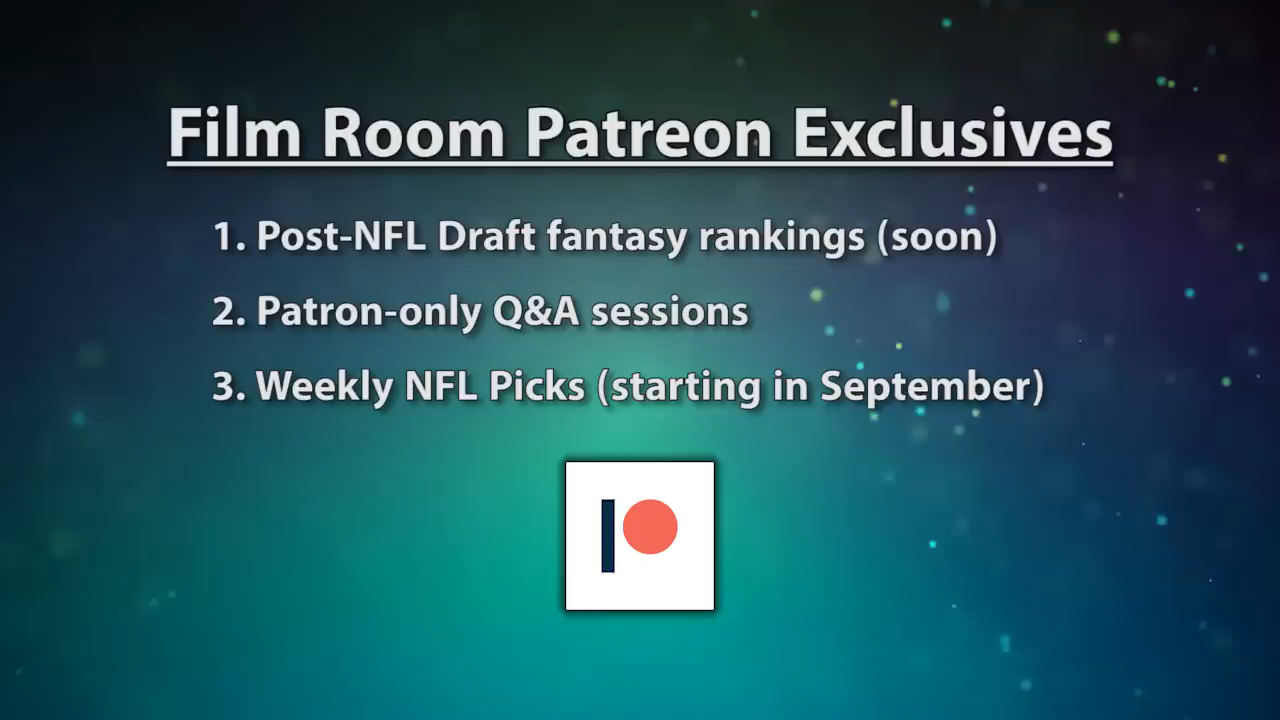 Film Room Patreon Exclusives
1. Post-NFL Draft fantasy rankings (soon)
2. Patron-only Q&A sessions
3. Weekly NFL Picks (starting in September)